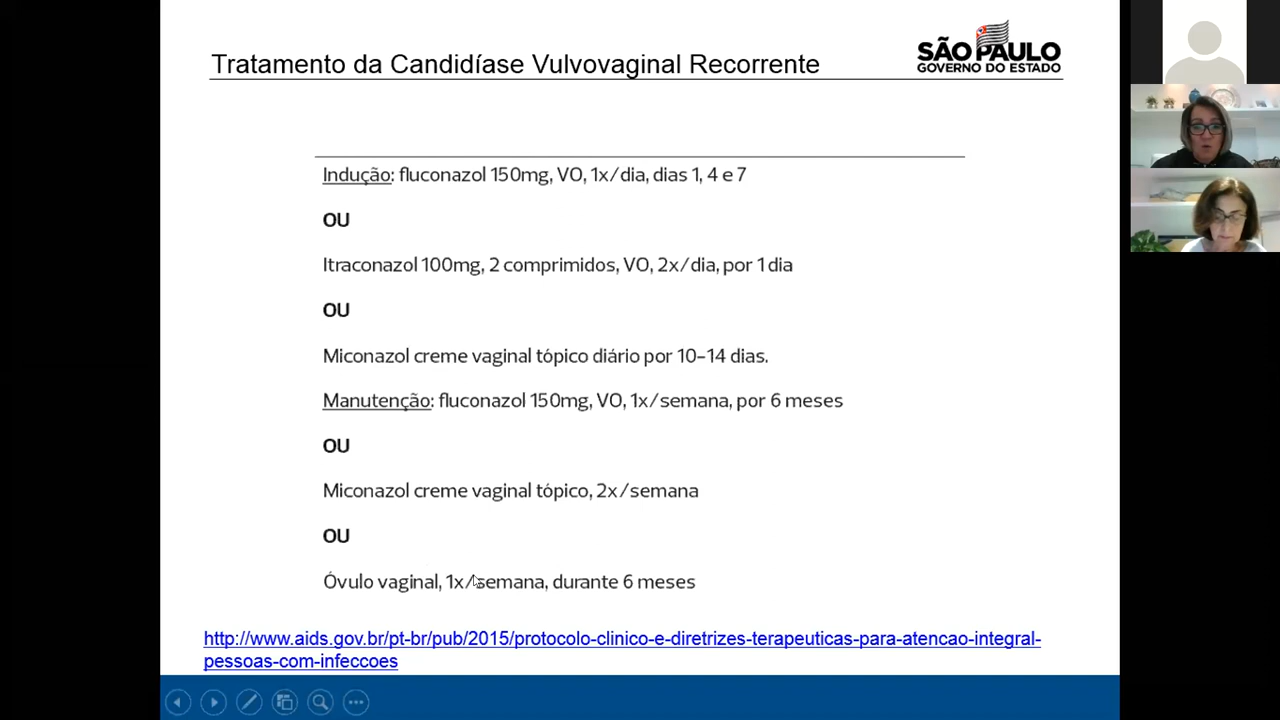 Tratamento da Candidíase Vulvovaginal Recorrente
SÃO PAULO
GOVERNO DO ESTADO
Indução: fluconazol 150mg, VO, 1x/dia, dias 1, 4 e 7
OU
Itraconazol 100mg, 2 comprimidos, VO, 2x/dia, por 1 dia
OU
Miconazol creme vaginal tópico diário por 10–14 dias.
Manutenção: fluconazol 150mg, VO, 1x/semana, por 6 meses
OU
Miconazol creme vaginal tópico, 2x/semana
OU
Óvulo vaginal, 1x/semana, durante 6 meses
http://www.aids.gov.br/pt-br/pub/2015/protocolo-clinico-e-diretrizes-terapeuticas-para-atencao-integral-
pessoas-com-infeccoes